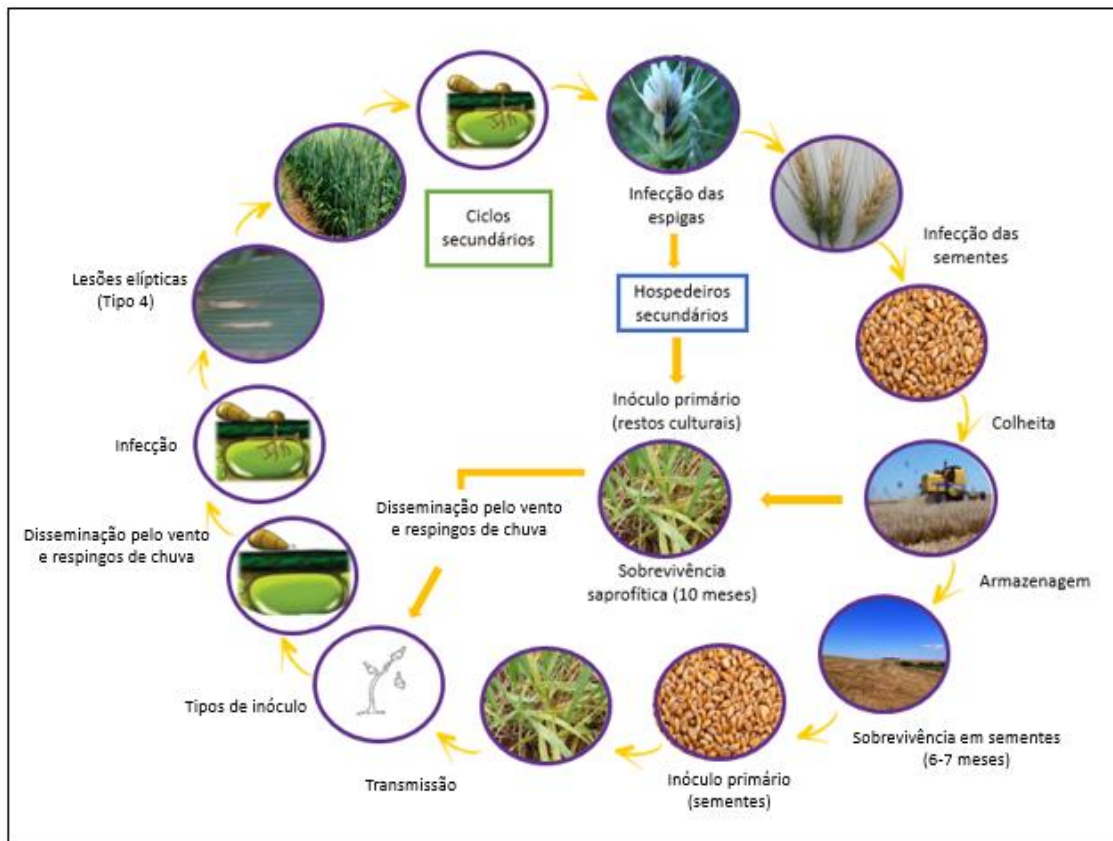 Ciclos
secundários
Infecção das
espigas
Infecção das
sementes
Lesões elípticas
(Tipo 4)
Hospedeiros
secundários
Inóculo primário
(restos culturais)
Colheita
Infecção
Disseminação pelo vento
e respingos de chuva
Disseminação pelo vento
e respingos de chuva
Sobrevivência
saprofítica (10 meses)
Armazenagem
Tipos de inóculo
Transmissão
Inóculo primário
(sementes)
Sobrevivência em sementes
(6-7 meses)